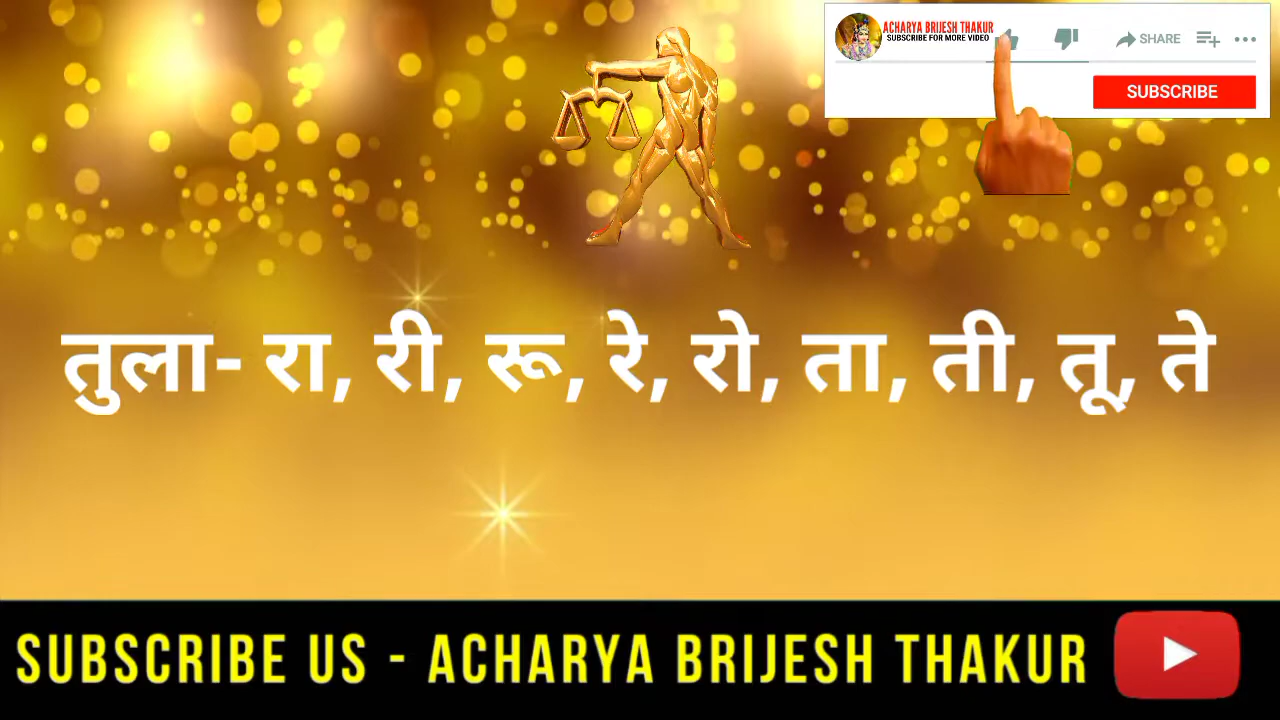 ACHARYA BRIJESH THAKUR
SUBSCRIBE FOR MORE VIDEO
SHARE
SUBSCRIBE
तुला- रा, री, रू, रे, रो, ता, ती, तू, ते
SUBSCRIBE US - ACHARYA BRIJESH THAKUR